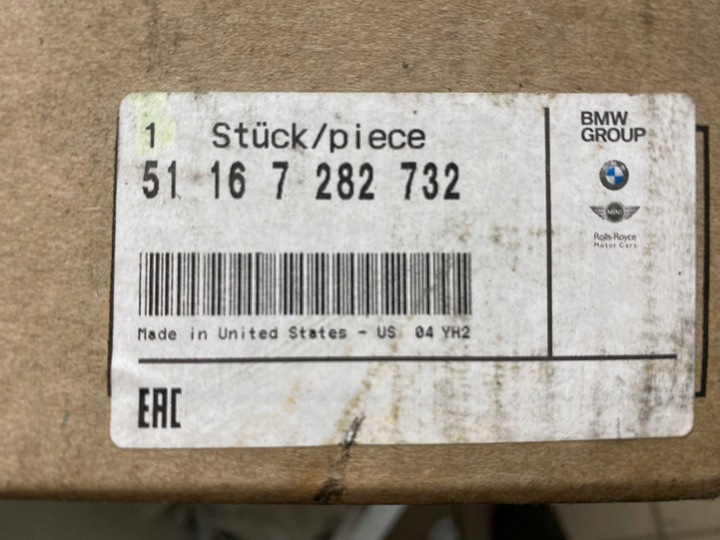 1 Stück/piece
51 16 7 282 732
Made in United States - US 04 YH2
EAC
BMW
GROUP
MINI
Rolls-Royce
Motor Cars